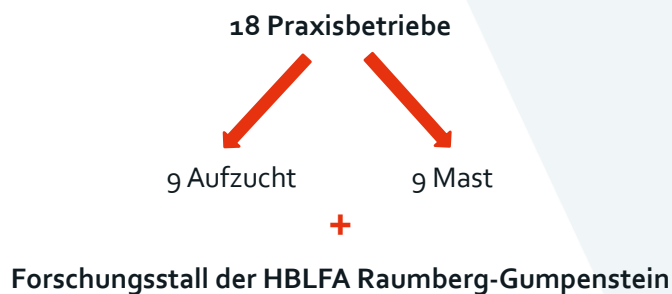 18 Praxisbetriebe
9 Aufzucht 9 Mast
+
Forschungsstall der HBLFA Raumberg-Gumpenstein